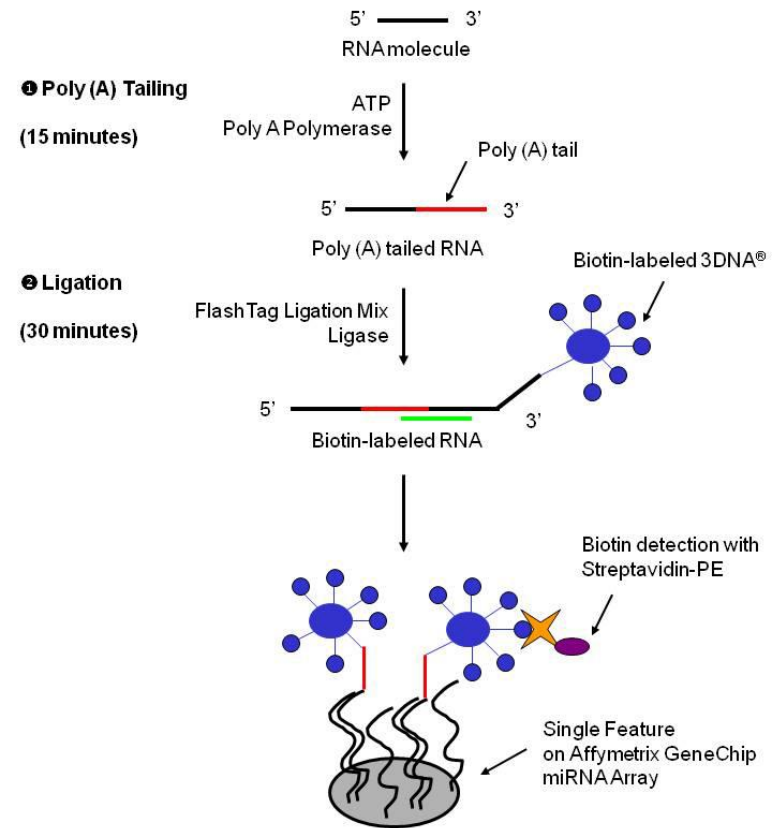 5’ 3’
RNA molecule
❶ Poly (A) Tailing
(15 minutes)
ATP
Poly A Polymerase
Poly (A) tail
5’ 3’
Poly (A) tailed RNA
❷ Ligation
(30 minutes)
FlashTag Ligation Mix
Ligase
Biotin-labeled 3DNA®
5’ 3’
Biotin-labeled RNA
Biotin detection with
Streptavidin-PE
Single Feature
on Affymetrix GeneChip
miRNA Array